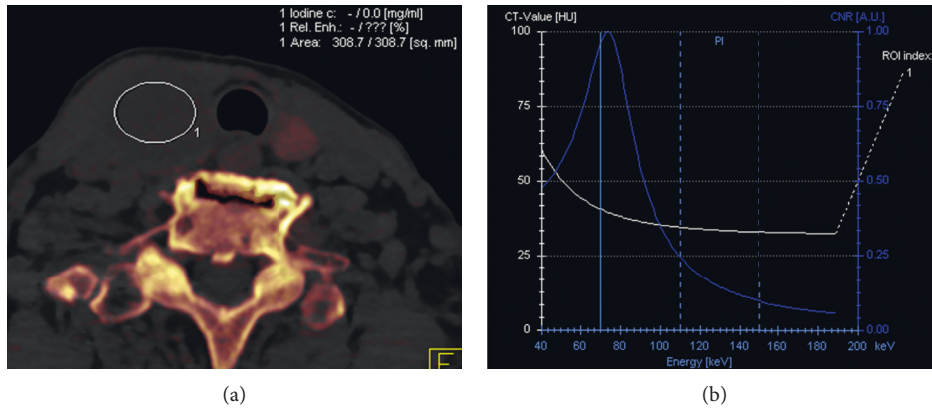 1 Iodine c: - / 0.0 [mg/ml]
1 Rel. Enh.: - / ??? [%]
1 Area: 308.7 / 308.7 [sq. mm]
1
F
(a)
CT-Value [HU]
CNR [A.U.]
100
75
50
25
0
PI
1.00
0.75
0.50
0.25
0.00
ROI index:
1
40 60 80 100 120 140 160 180 200 keV
Energy [keV]
(b)